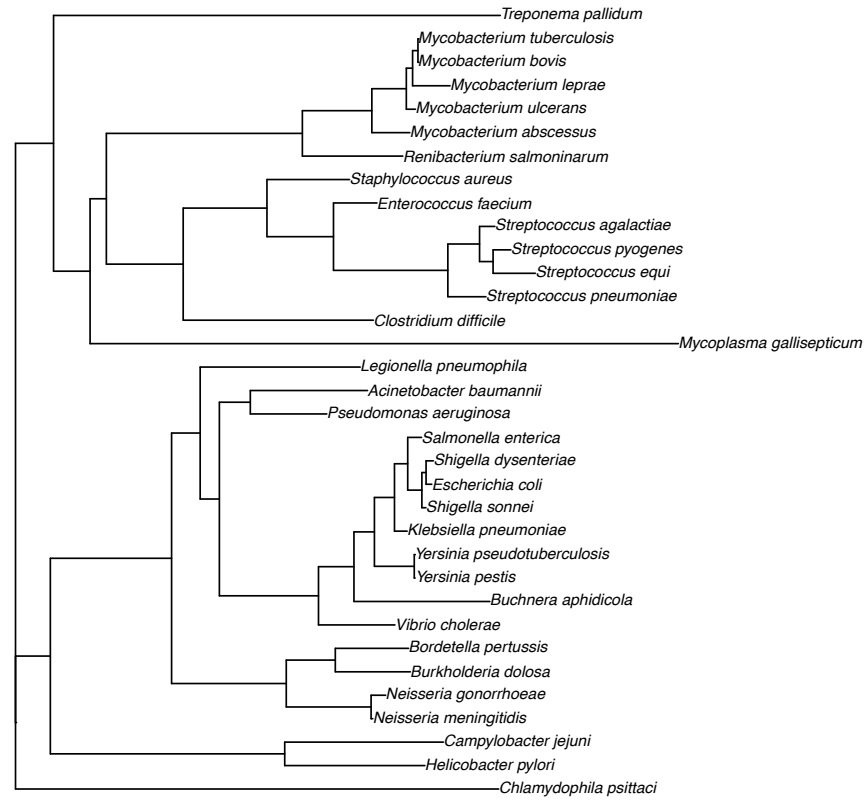 Treponema pallidum
Mycobacterium tuberculosis
Mycobacterium bovis
Mycobacterium leprae
Mycobacterium ulcerans
Mycobacterium abscessus
Renibacterium salmoninarum
Staphylococcus aureus
Enterococcus faecium
Streptococcus agalactiae
Streptococcus pyogenes
Streptococcus equi
Streptococcus pneumoniae
Clostridium difficile
Mycoplasma gallisepticum
Legionella pneumophila
Acinetobacter baumannii
Pseudomonas aeruginosa
Salmonella enterica
Shigella dysenteriae
Escherichia coli
Shigella sonnei
Klebsiella pneumoniae
Yersinia pseudotuberculosis
Yersinia pestis
Buchnera aphidicola
Vibrio cholerae
Bordetella pertussis
Burkholderia dolosa
Neisseria gonorrhoeae
Neisseria meningitidis
Campylobacter jejuni
Helicobacter pylori
Chlamydophila psittaci